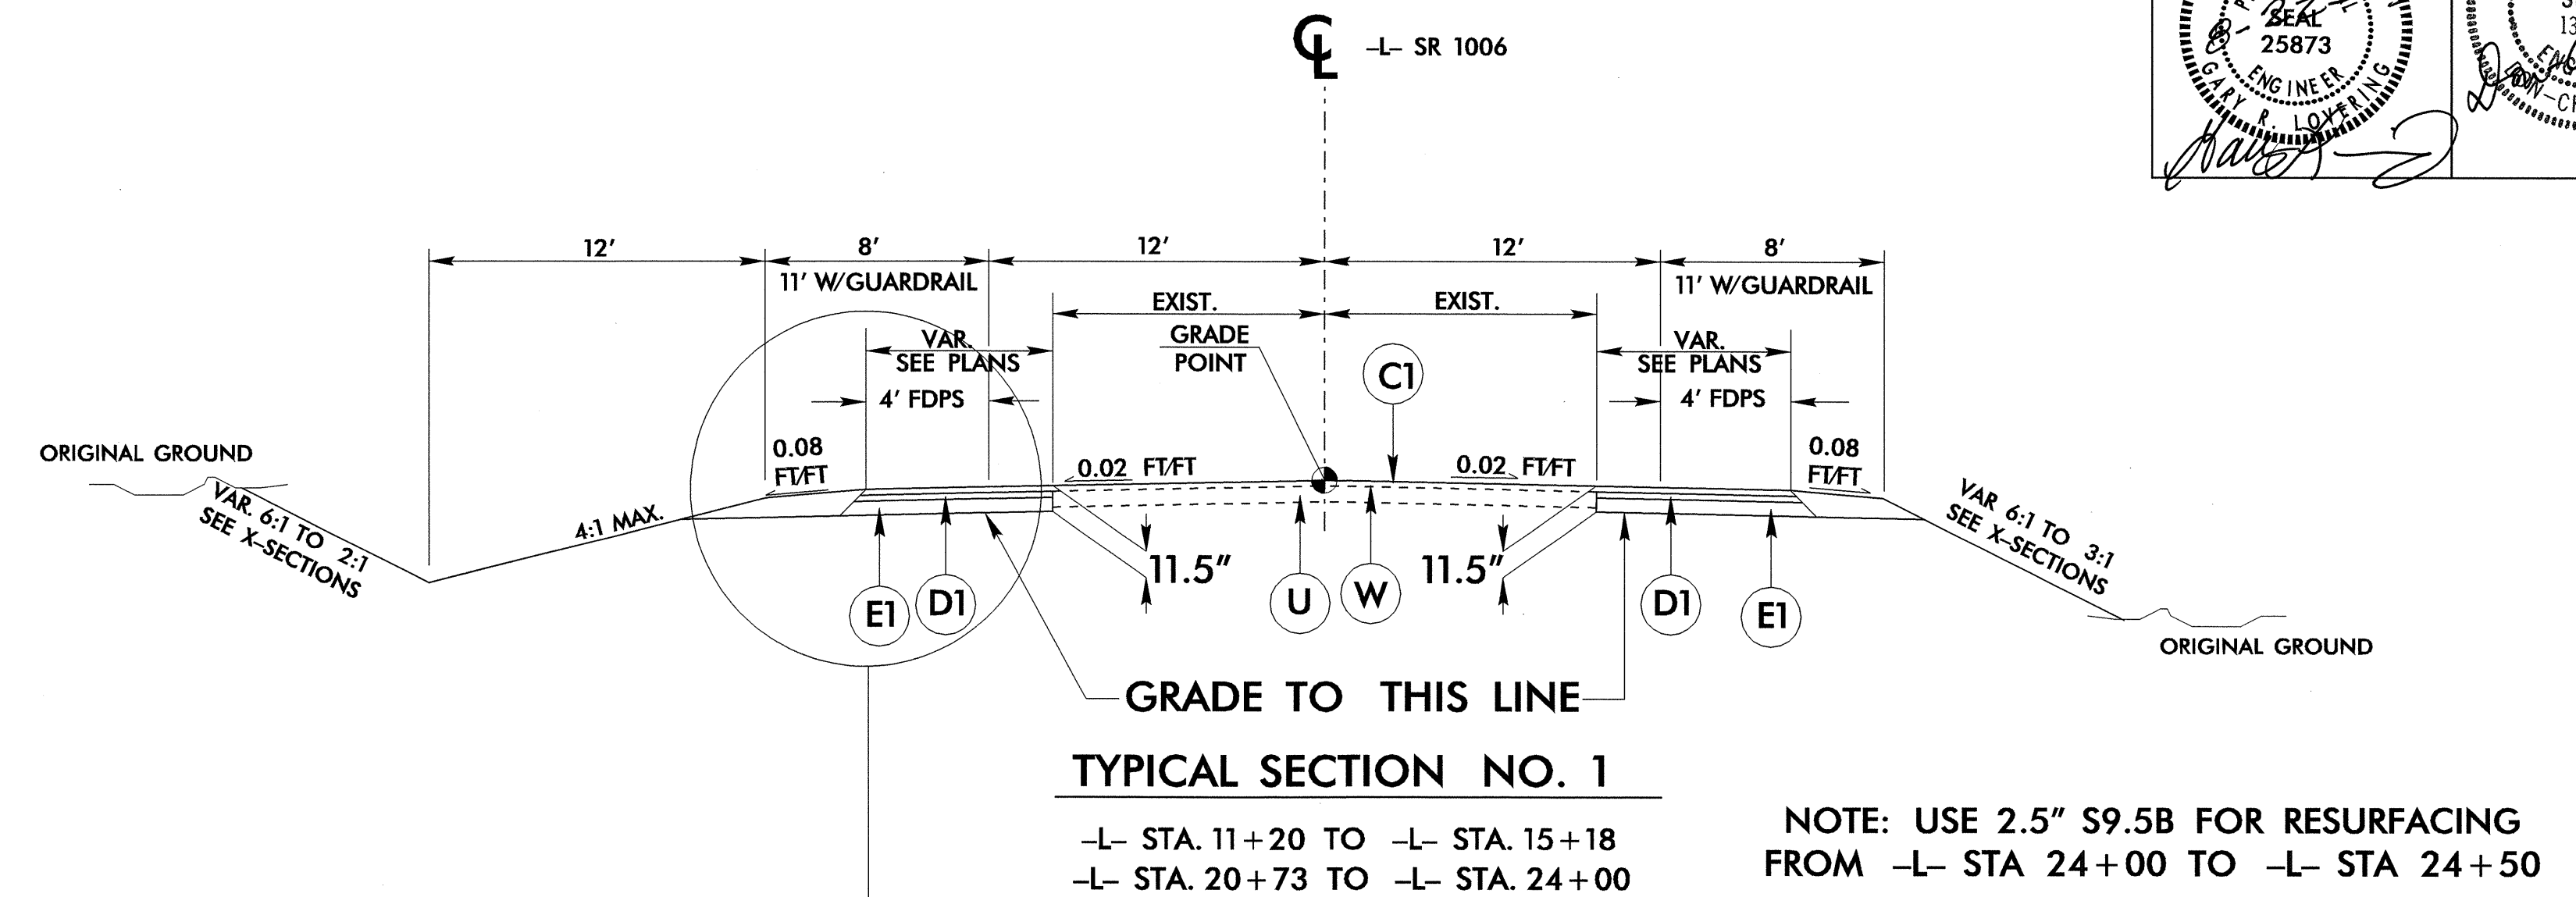 CL -L- SR 1006
SEAL
25873
ENGINEER
GARY R. LOVERING
12' 8' 12' 12' 8'
11' W/GUARDRAIL 11' W/GUARDRAIL
EXIST. EXIST.
VAR. GRADE VAR.
SEE PLANS POINT SEE PLANS
C1
4' FDPS 4' FDPS
ORIGINAL GROUND
0.08
FT/FT
0.02 FT/FT
0.02 FT/FT
0.08
FT/FT
VAR. 6:1 TO 2:1
SEE X-SECTIONS
4:1 MAX.
VAR 6:1 TO 3:1
SEE X-SECTIONS
11.5" 11.5"
E1 D1 U W D1 E1
ORIGINAL GROUND
GRADE TO THIS LINE
TYPICAL SECTION NO. 1
-L- STA. 11+20 TO -L- STA. 15+18
-L- STA. 20+73 TO -L- STA. 24+00
NOTE: USE 2.5" S9.5B FOR RESURFACING
FROM -L- STA 24+00 TO -L- STA 24+50